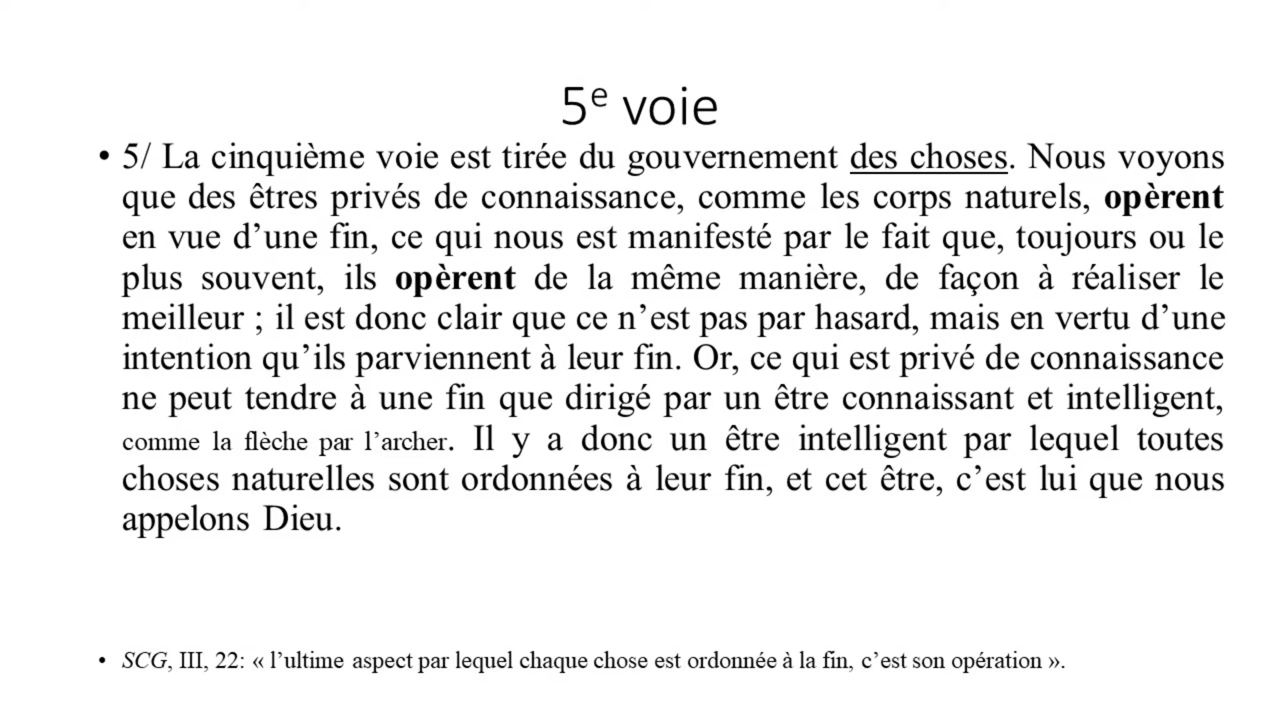 5e voie
• 5/ La cinquième voie est tirée du gouvernement des choses. Nous voyons
que des êtres privés de connaissance, comme les corps naturels, opèrent
en vue d’une fin, ce qui nous est manifesté par le fait que, toujours ou le
plus souvent, ils opèrent de la même manière, de façon à réaliser le
meilleur ; il est donc clair que ce n’est pas par hasard, mais en vertu d’une
intention qu’ils parviennent à leur fin. Or, ce qui est privé de connaissance
ne peut tendre à une fin que dirigé par un être connaissant et intelligent,
comme la flèche par l’archer. Il y a donc un être intelligent par lequel toutes
choses naturelles sont ordonnées à leur fin, et cet être, c’est lui que nous
appelons Dieu.
• SCG, III, 22: « l’ultime aspect par lequel chaque chose est ordonnée à la fin, c’est son opération ».